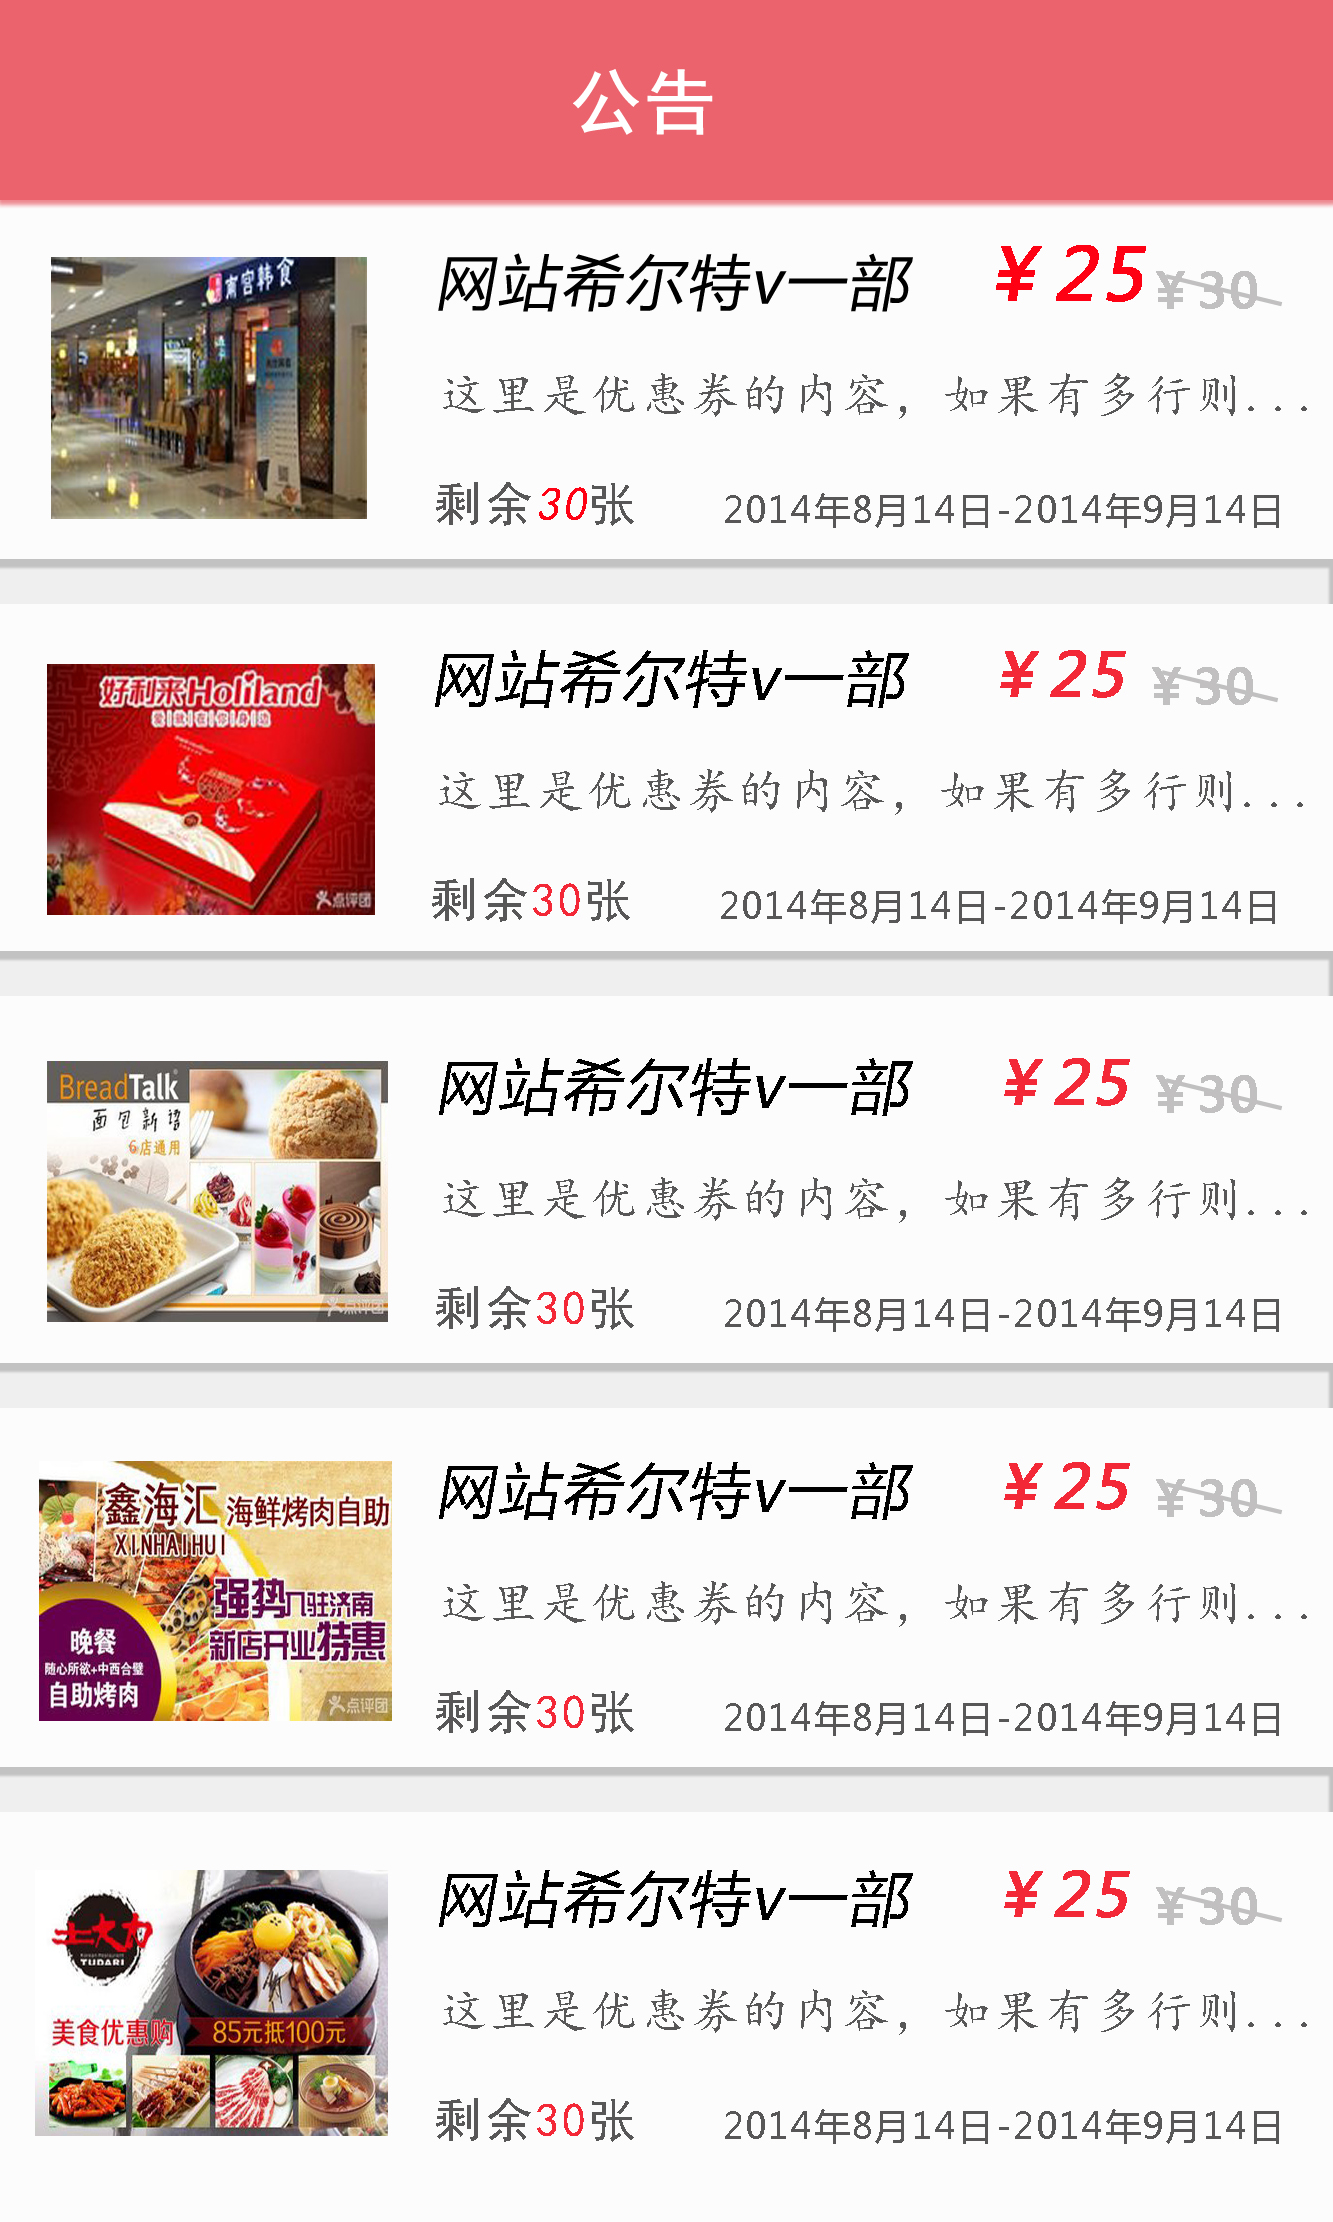 公告
南宫韩食
网站希尔特v一部 ¥25 ¥30
这里是优惠券的内容，如果有多行则...
剩余30张 2014年8月14日-2014年9月14日
好利来Holiland
爱就在你身边
点评团
网站希尔特v一部 ¥25 ¥30
这里是优惠券的内容，如果有多行则...
剩余30张 2014年8月14日-2014年9月14日
BreadTalk
面包新语
6店通用
点评团
网站希尔特v一部 ¥25 ¥30
这里是优惠券的内容，如果有多行则...
剩余30张 2014年8月14日-2014年9月14日
鑫海汇 海鲜烤肉自助
XINHAIHUI
强势入驻济南
新店开业特惠
晚餐
随心所欲+中西合璧
自助烤肉
点评团
网站希尔特v一部 ¥25 ¥30
这里是优惠券的内容，如果有多行则...
剩余30张 2014年8月14日-2014年9月14日
土大力
Korean Restaurant
TUDARI
美食优惠购 85元抵100元
网站希尔特v一部 ¥25 ¥30
这里是优惠券的内容，如果有多行则...
剩余30张 2014年8月14日-2014年9月14日